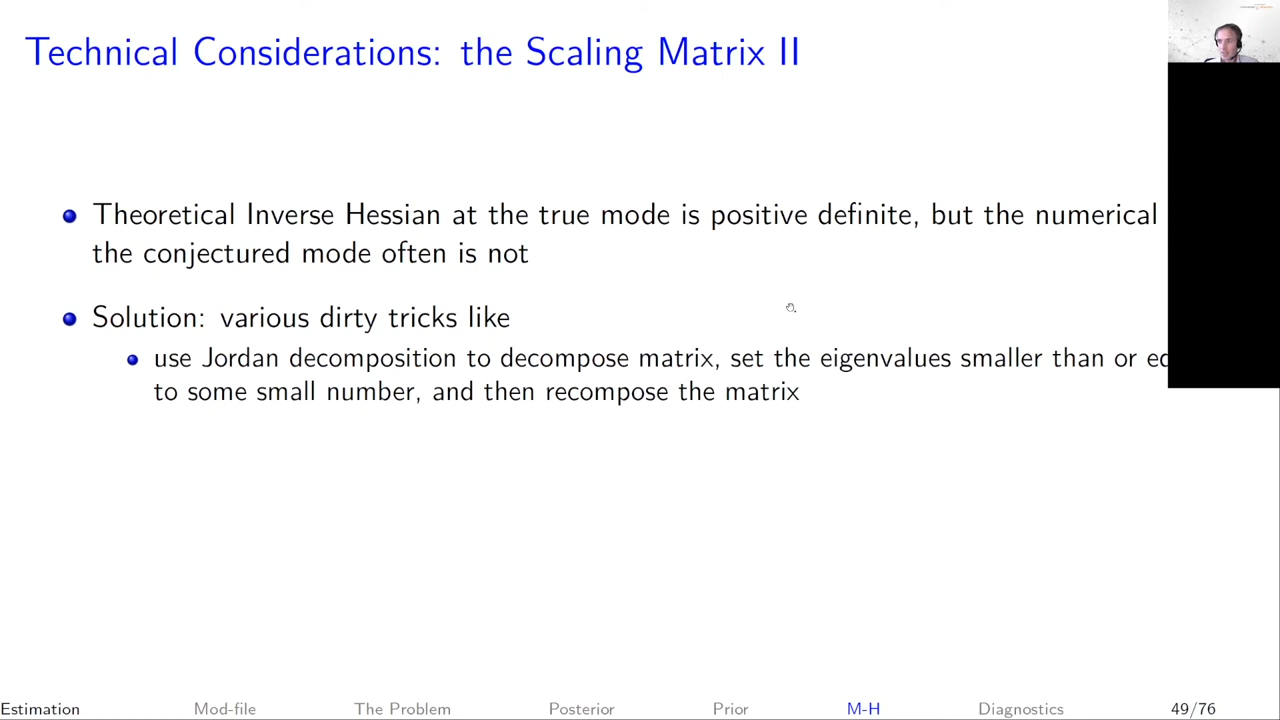 Technical Considerations: the Scaling Matrix II
Theoretical Inverse Hessian at the true mode is positive definite, but the numerical
the conjectured mode often is not
Solution: various dirty tricks like
use Jordan decomposition to decompose matrix, set the eigenvalues smaller than or
to some small number, and then recompose the matrix
Estimation Mod-file The Problem Posterior Prior M-H Diagnostics 49/76